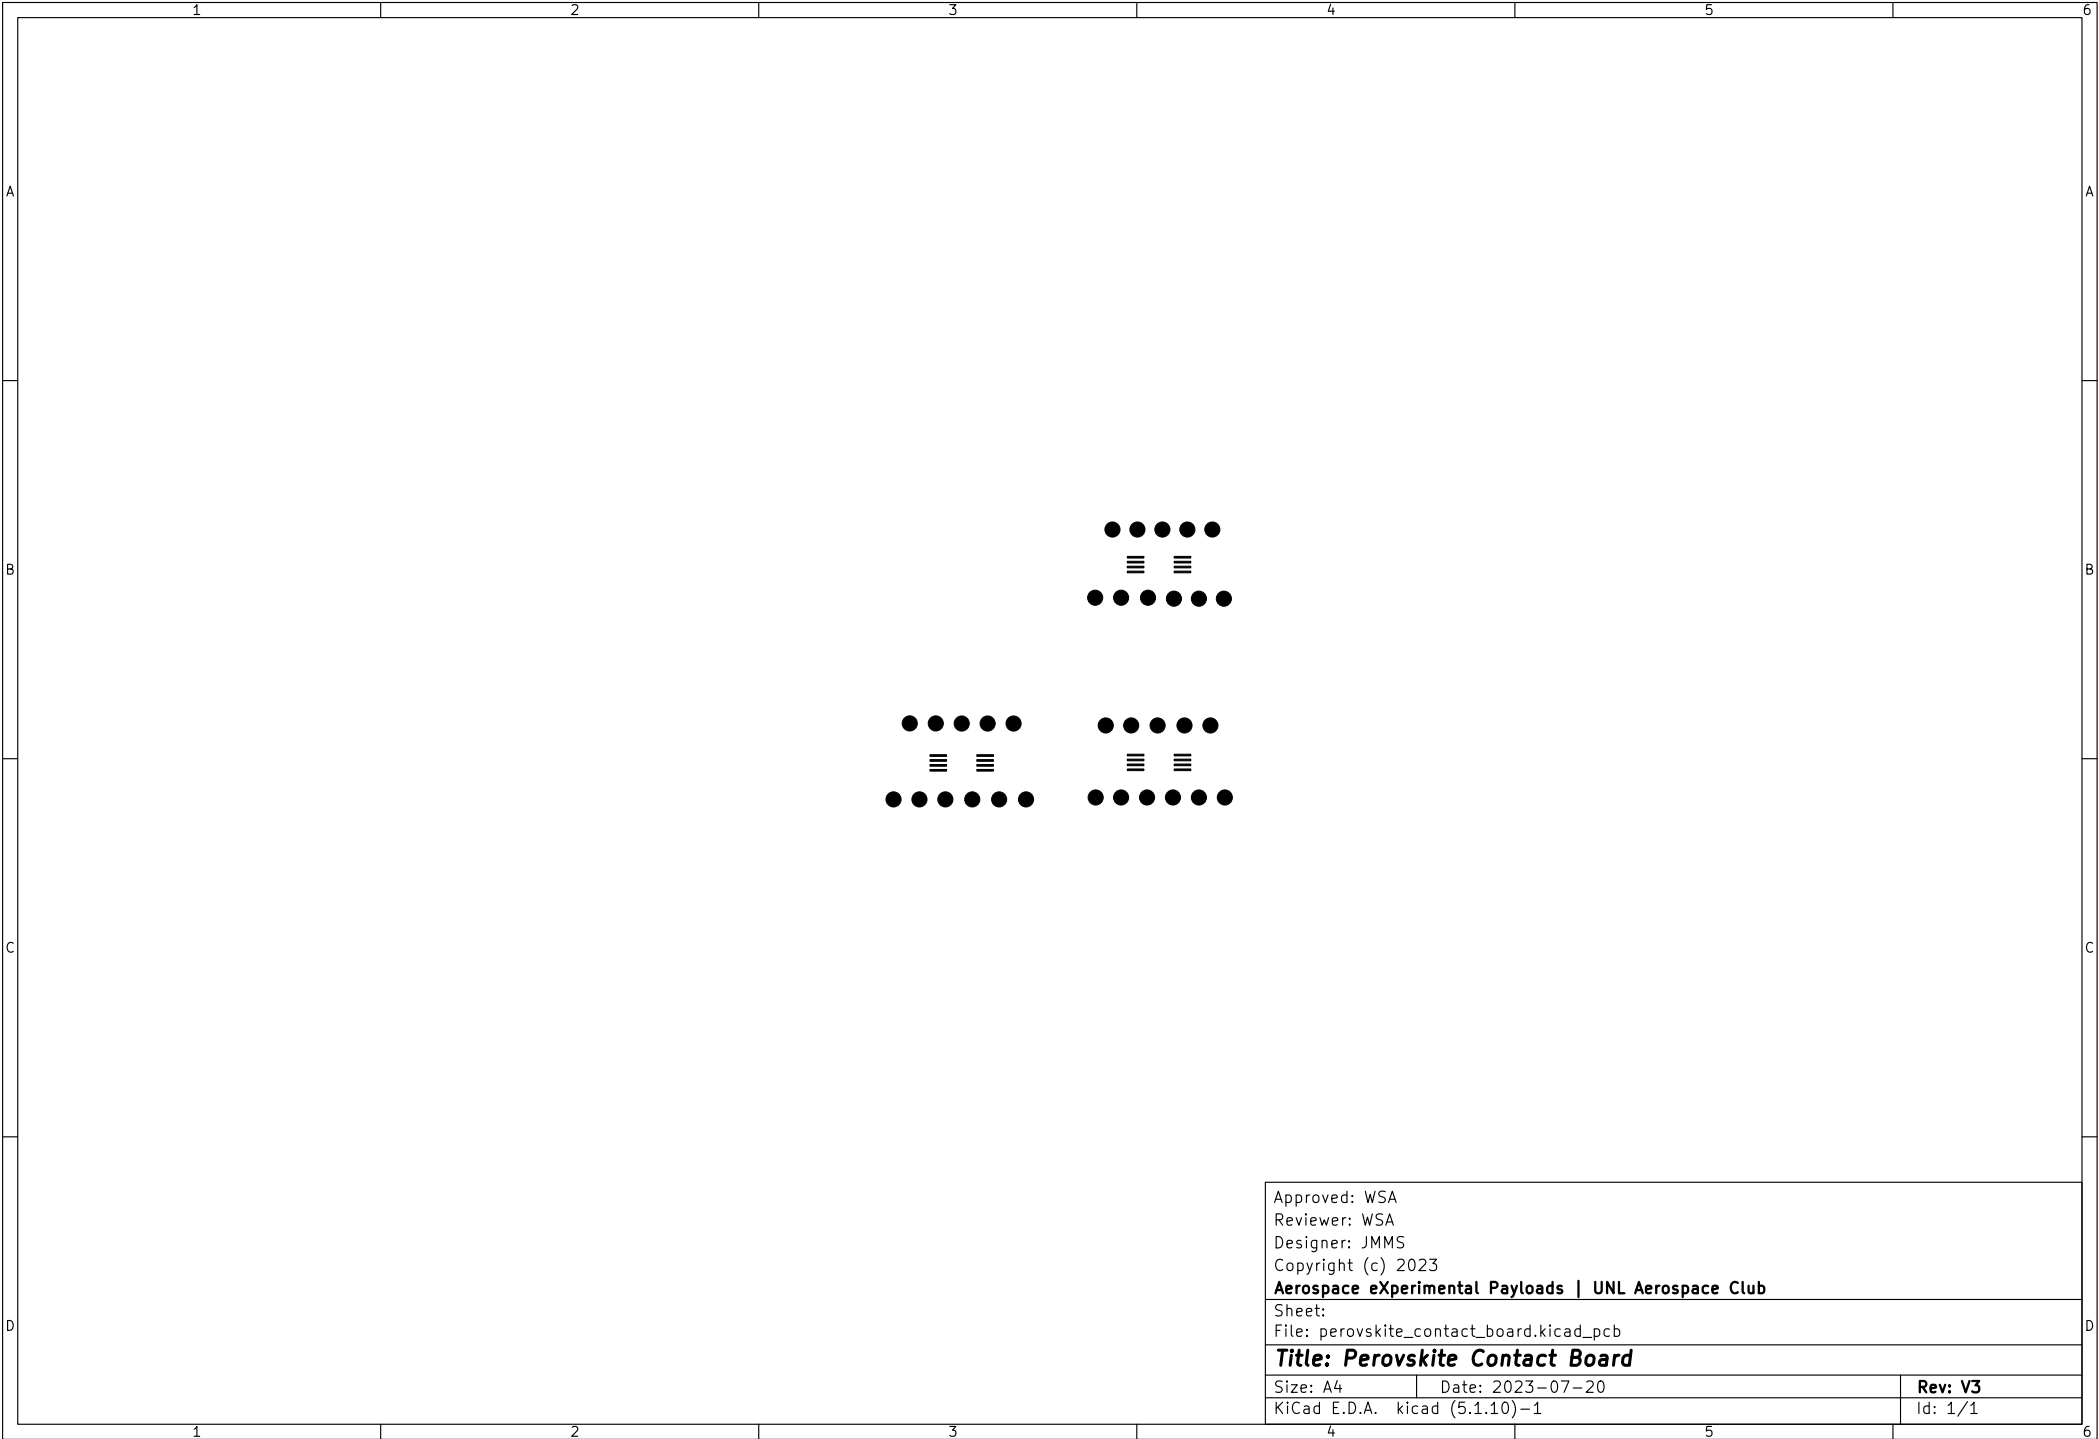 1 2 3 4 5 6
A A
B B
C C
Approved: WSA
Reviewer: WSA
Designer: JMMS
Copyright (c) 2023
Aerospace eXperimental Payloads | UNL Aerospace Club
Sheet:
D D
File: perovskite_contact_board.kicad_pcb
Title: Perovskite Contact Board
Size: A4 Date: 2023-07-20 Rev: V3
KiCad E.D.A. kicad (5.1.10)-1 Id: 1/1
1 2 3 4 5 6